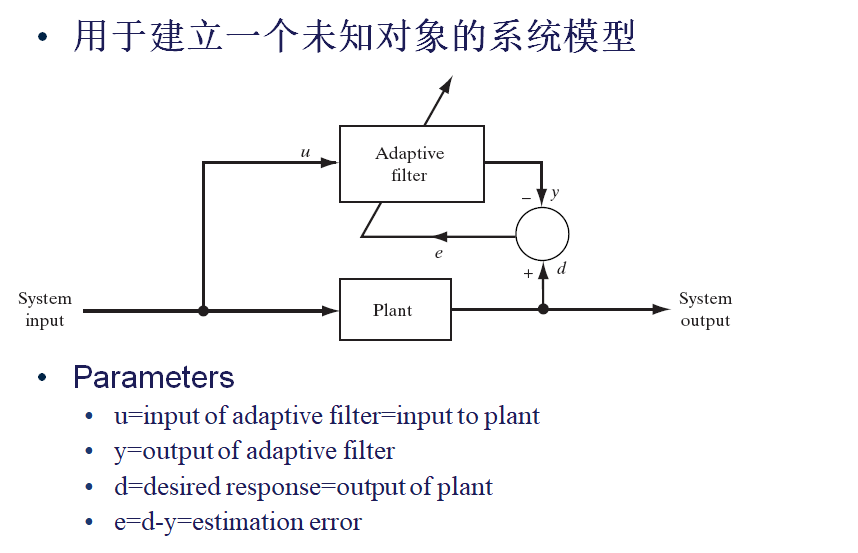 • 用于建立一个未知对象的系统模型
u
Adaptive
filter
− y
e
+ d
System
input
Plant
System
output
• Parameters
• u=input of adaptive filter=input to plant
• y=output of adaptive filter
• d=desired response=output of plant
• e=d-y=estimation error